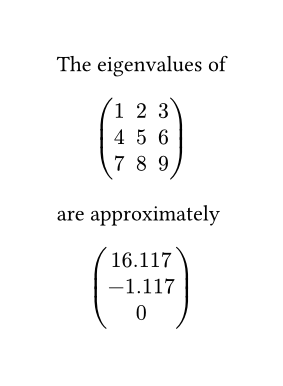 The eigenvalues of
1 2 3
4 5 6
7 8 9
are approximately
16.117
−1.117
0